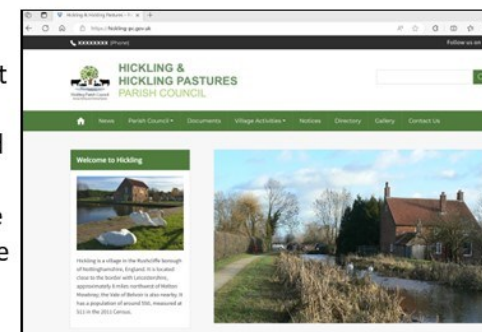 Hickling & Hickling Pastures - P
https://hickling-pc.gov.uk
XXXXXXXX (Phone)
Follow us on
HICKLING &
HICKLING PASTURES
PARISH COUNCIL
News Parish Council Documents Village Activities Notices Directory Gallery Contact Us
Welcome to Hickling
Hickling is a village in the Rushcliffe borough
of Nottinghamshire, England. It is located
close to the border with Leicestershire,
approximately 8 miles northwest of Melton
Mowbray; the Vale of Belvoir is also nearby. It
has a population of around 550, measured at
511 in the 2011 Census.